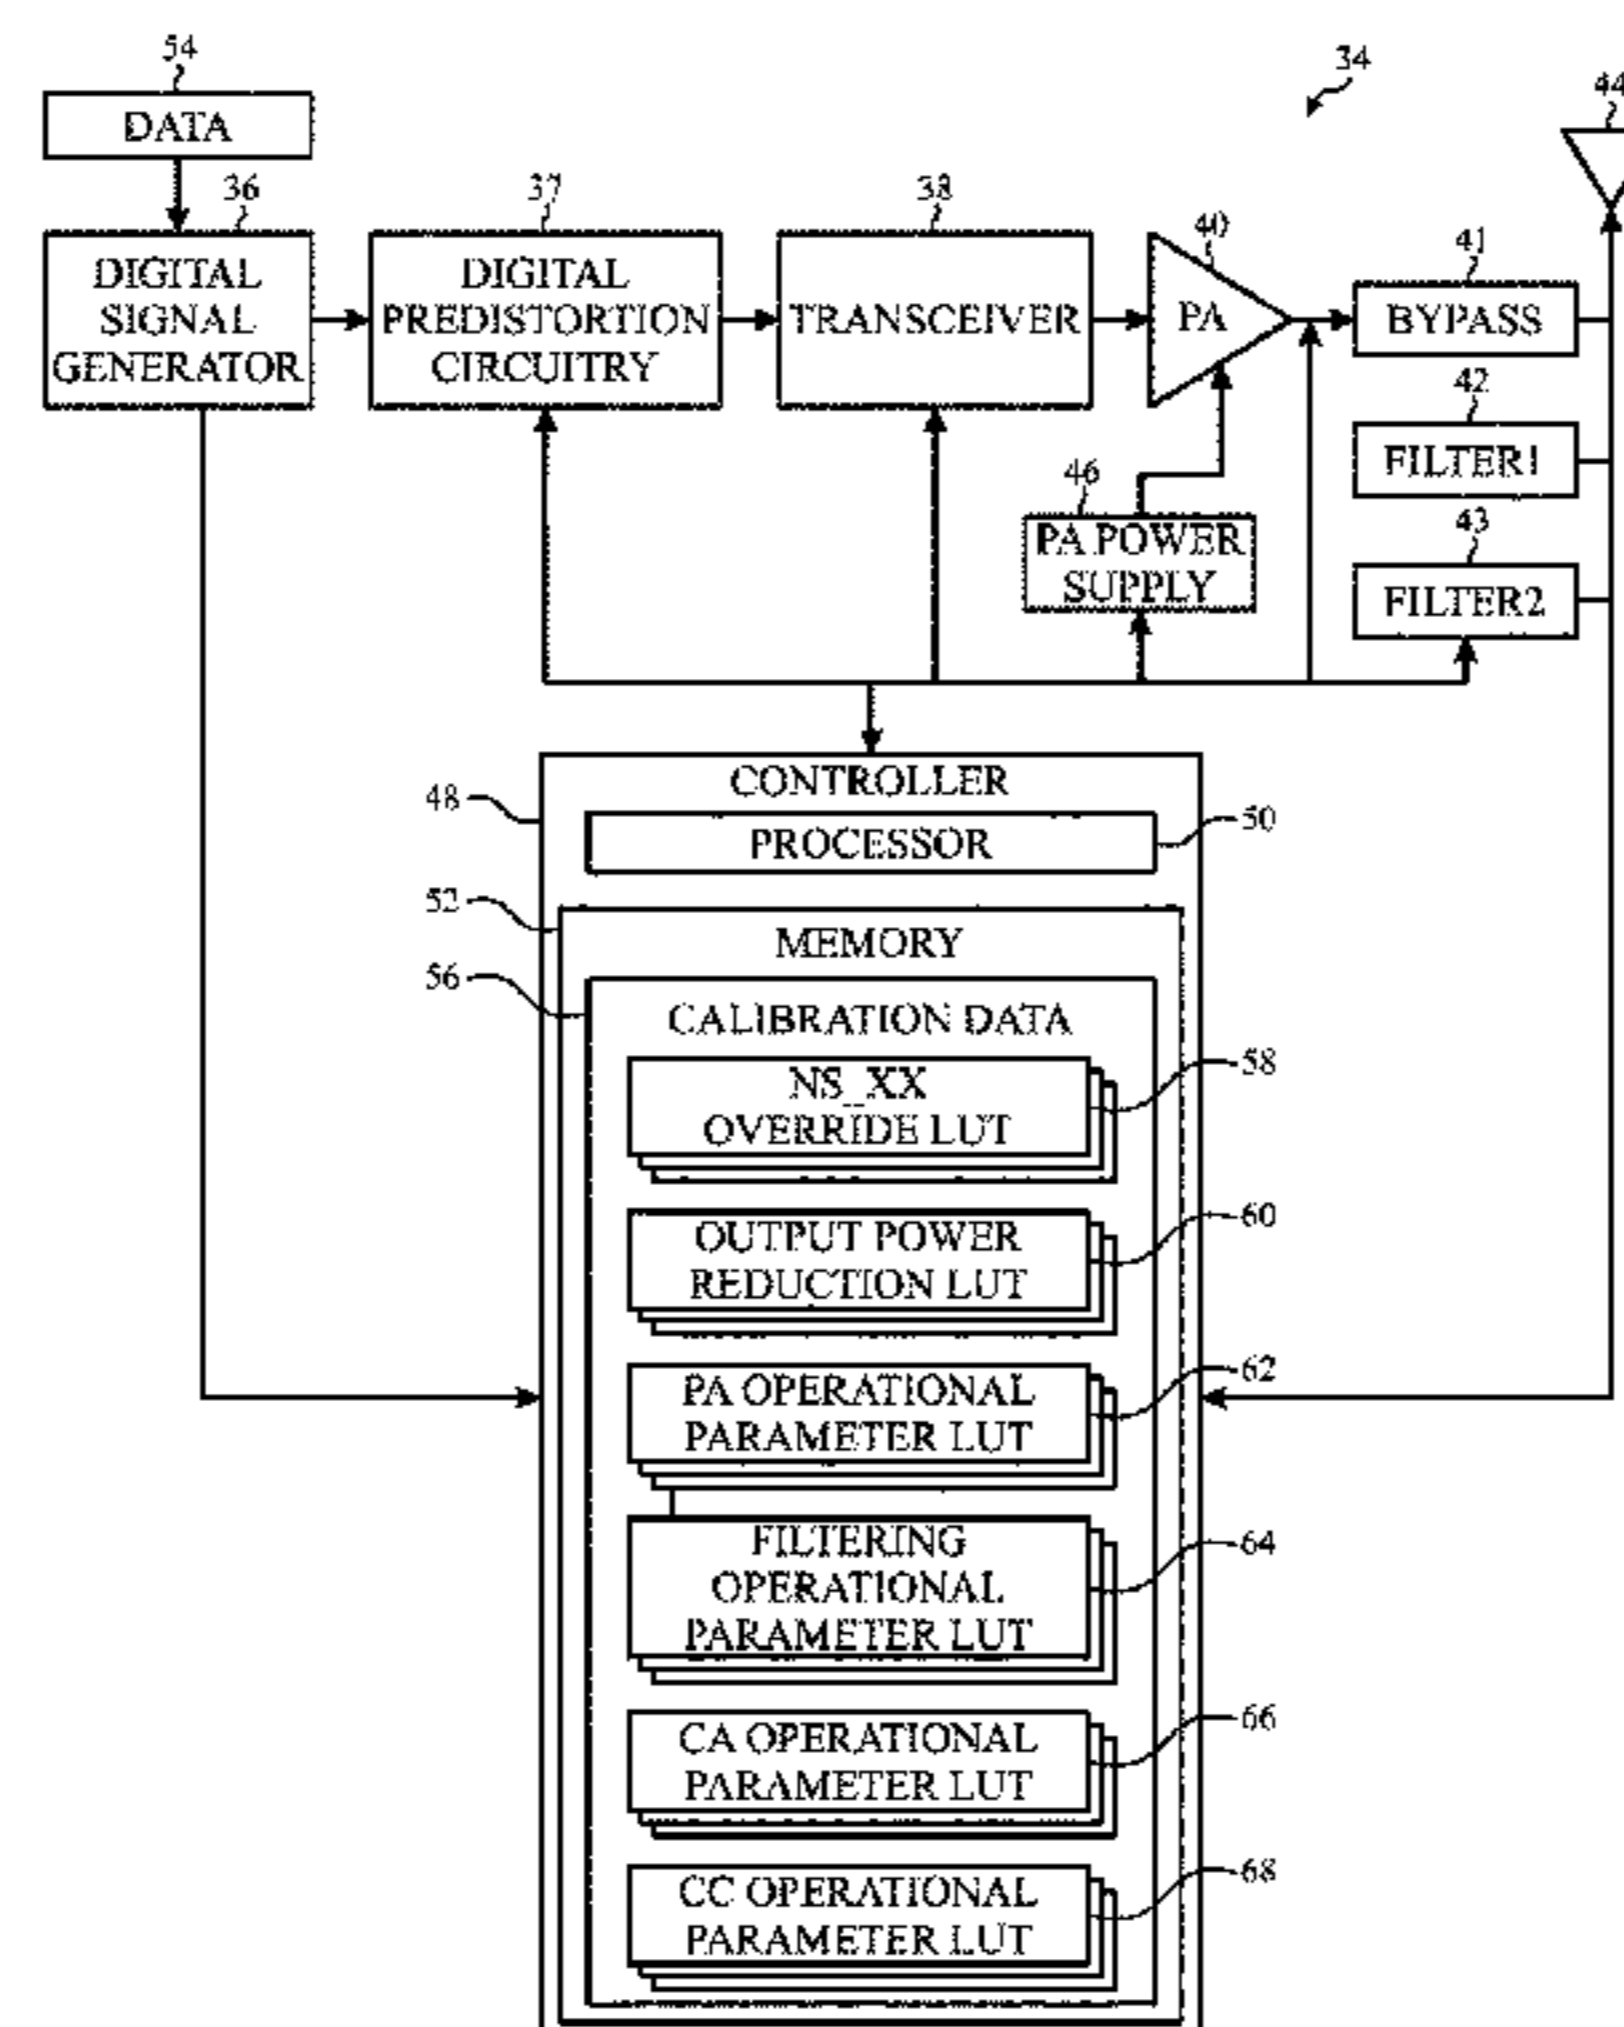 54
DATA
34
44
36
37
38
40
41
DIGITAL
SIGNAL
GENERATOR
DIGITAL
PREDISTORTION
CIRCUITRY
TRANSCEIVER
PA
BYPASS
42
FILTER1
46
PA POWER
SUPPLY
43
FILTER2
48
CONTROLLER
50
PROCESSOR
52
MEMORY
56
CALIBRATION DATA
58
NS_XX
OVERRIDE LUT
60
OUTPUT POWER
REDUCTION LUT
62
PA OPERATIONAL
PARAMETER LUT
64
FILTERING
OPERATIONAL
PARAMETER LUT
66
CA OPERATIONAL
PARAMETER LUT
68
CC OPERATIONAL
PARAMETER LUT